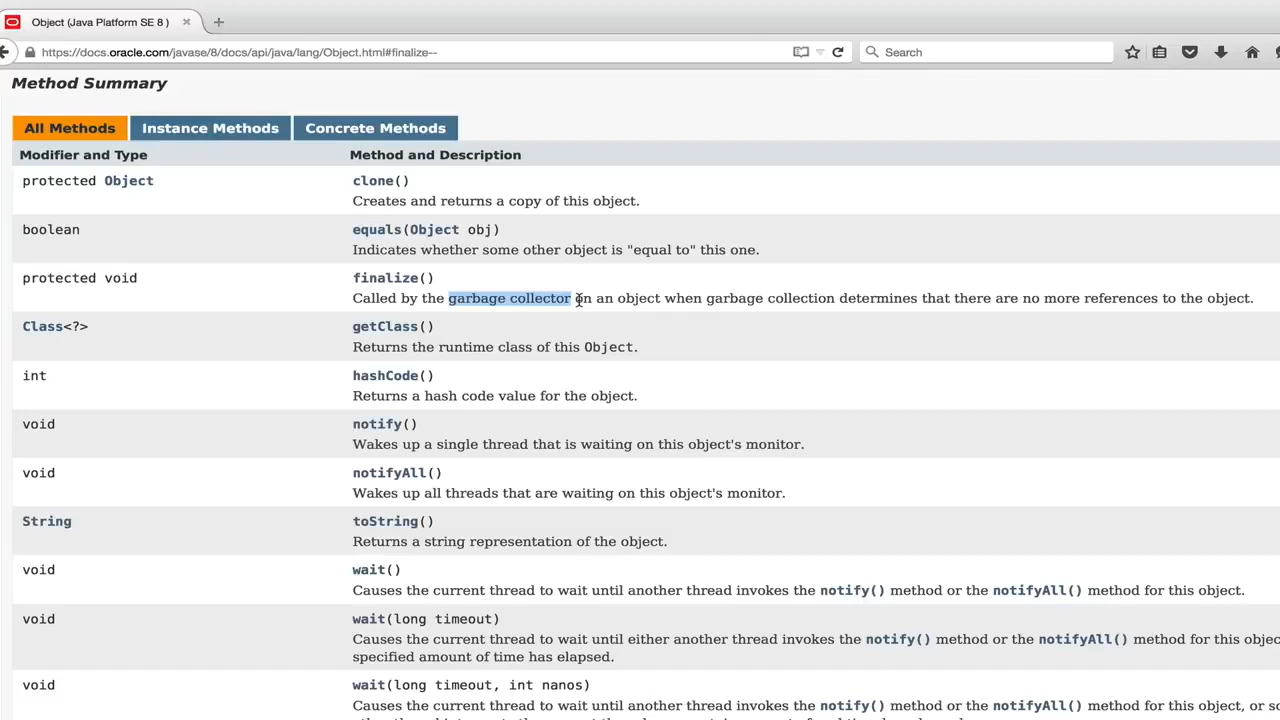 Object (Java Platform SE 8 )
https://docs.oracle.com/javase/8/docs/api/java/lang/Object.html#finalize--
Search
Method Summary
All Methods Instance Methods Concrete Methods
Modifier and Type Method and Description
protected Object clone()
Creates and returns a copy of this object.
boolean equals(Object obj)
Indicates whether some other object is "equal to" this one.
protected void finalize()
Called by the garbage collector on an object when garbage collection determines that there are no more references to the object.
Class<?> getClass()
Returns the runtime class of this Object.
int hashCode()
Returns a hash code value for the object.
void notify()
Wakes up a single thread that is waiting on this object's monitor.
void notifyAll()
Wakes up all threads that are waiting on this object's monitor.
String toString()
Returns a string representation of the object.
void wait()
Causes the current thread to wait until another thread invokes the notify() method or the notifyAll() method for this object.
void wait(long timeout)
Causes the current thread to wait until either another thread invokes the notify() method or the notifyAll() method for this objec
specified amount of time has elapsed.
void wait(long timeout, int nanos)
Causes the current thread to wait until another thread invokes the notify() method or the notifyAll() method for this object, or so